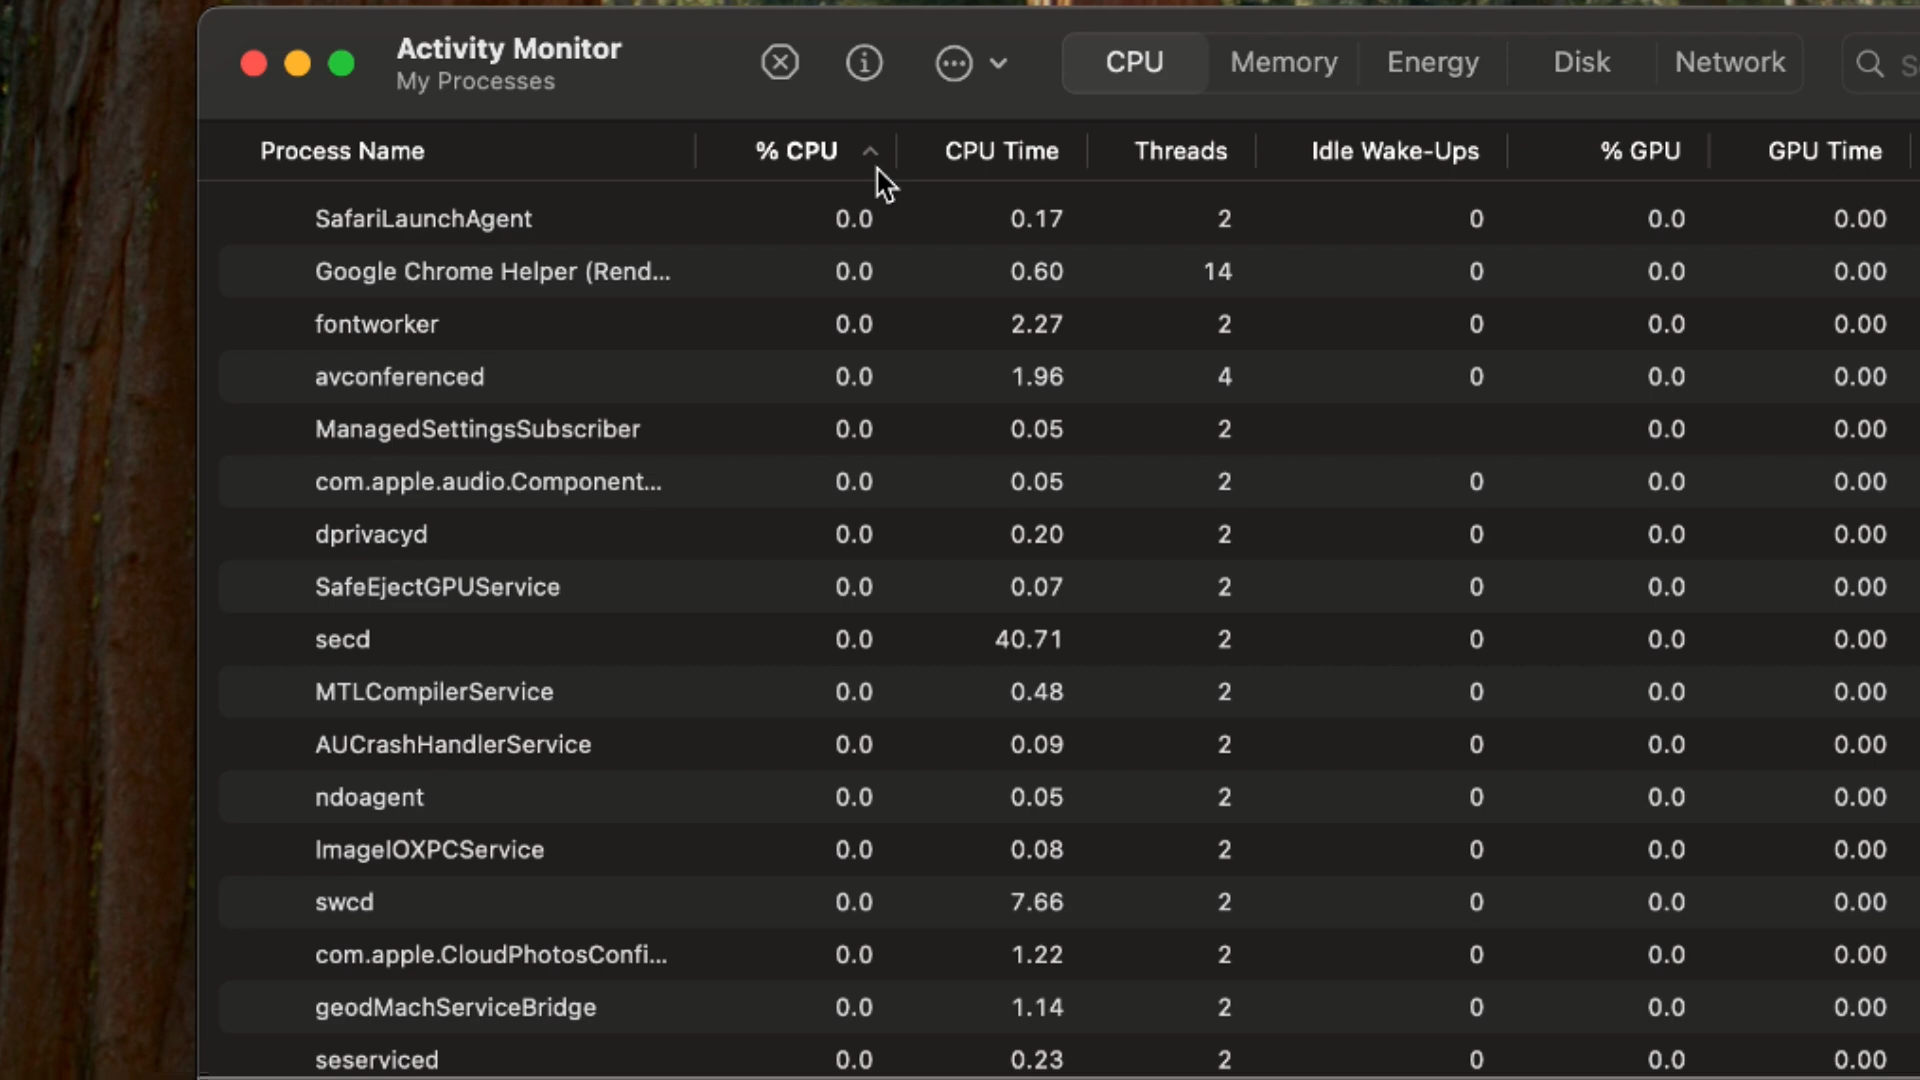 Activity Monitor
My Processes
CPU Memory Energy Disk Network
Process Name % CPU CPU Time Threads Idle Wake-Ups % GPU GPU Time
SafariLaunchAgent 0.0 0.17 2 0 0.0 0.00
Google Chrome Helper (Rend... 0.0 0.60 14 0 0.0 0.00
fontworker 0.0 2.27 2 0 0.0 0.00
avconferenced 0.0 1.96 4 0 0.0 0.00
ManagedSettingsSubscriber 0.0 0.05 2 0.0 0.00
com.apple.audio.Component... 0.0 0.05 2 0 0.0 0.00
dprivacyd 0.0 0.20 2 0 0.0 0.00
SafeEjectGPUService 0.0 0.07 2 0 0.0 0.00
secd 0.0 40.71 2 0 0.0 0.00
MTLCompilerService 0.0 0.48 2 0 0.0 0.00
AUCrashHandlerService 0.0 0.09 2 0 0.0 0.00
ndoagent 0.0 0.05 2 0 0.0 0.00
ImageIOXPCService 0.0 0.08 2 0 0.0 0.00
swcd 0.0 7.66 2 0 0.0 0.00
com.apple.CloudPhotosConfi... 0.0 1.22 2 0 0.0 0.00
geodMachServiceBridge 0.0 1.14 2 0 0.0 0.00
seserviced 0.0 0.23 2 0 0.0 0.00